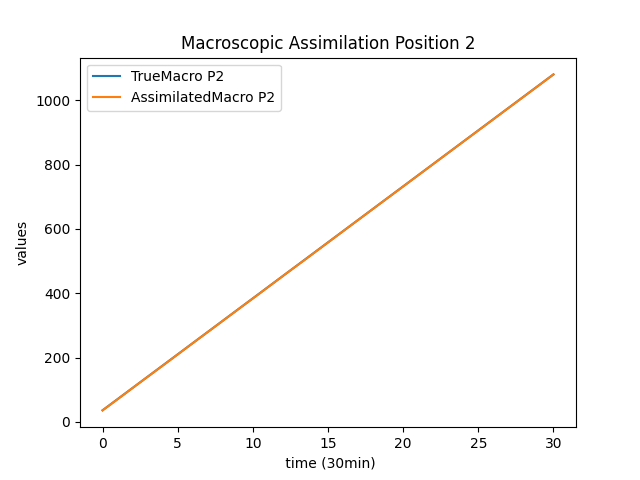 Macroscopic Assimilation Position 2
TrueMacro P2
AssimilatedMacro P2
values
1000
800
600
400
200
0
0 5 10 15 20 25 30
time (30min)